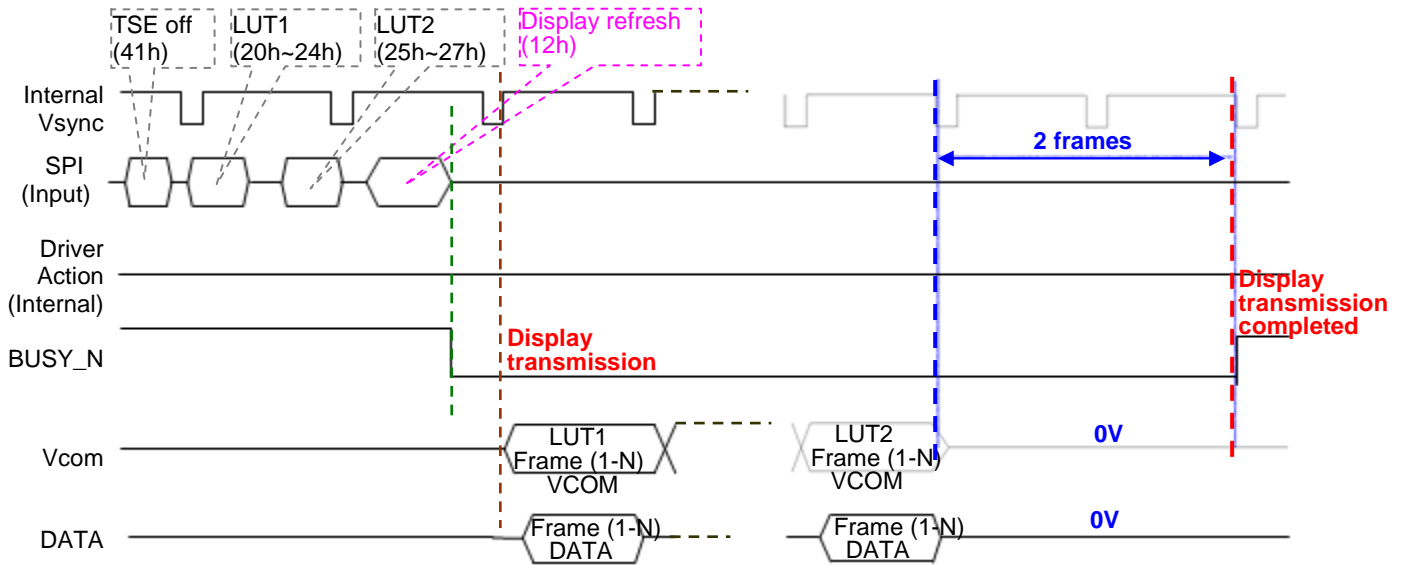 TSE off
(41h)
LUT1
(20h~24h)
LUT2
(25h~27h)
Display refresh
(12h)
Internal
Vsync
2 frames
SPI
(Input)
Driver
Action
(Internal)
Display
transmission
completed
BUSY_N
Display
transmission
Vcom
LUT1
Frame (1-N)
VCOM
LUT2
Frame (1-N)
VCOM
0V
DATA
Frame (1-N)
DATA
Frame (1-N)
DATA
0V